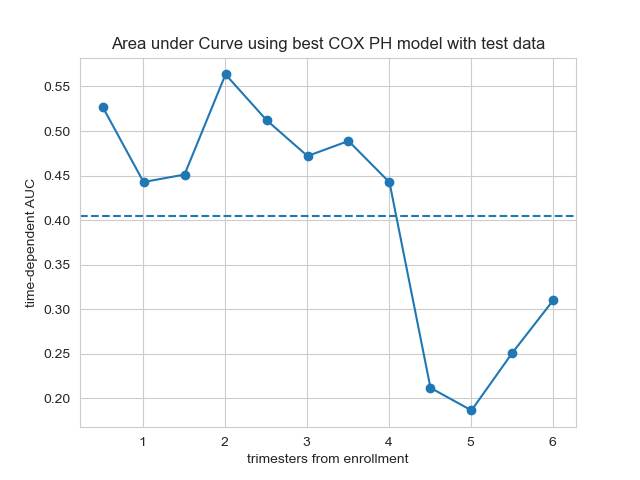 Area under Curve using best COX PH model with test data
time-dependent AUC
0.55
0.50
0.45
0.40
0.35
0.30
0.25
0.20
1 2 3 4 5 6
trimesters from enrollment